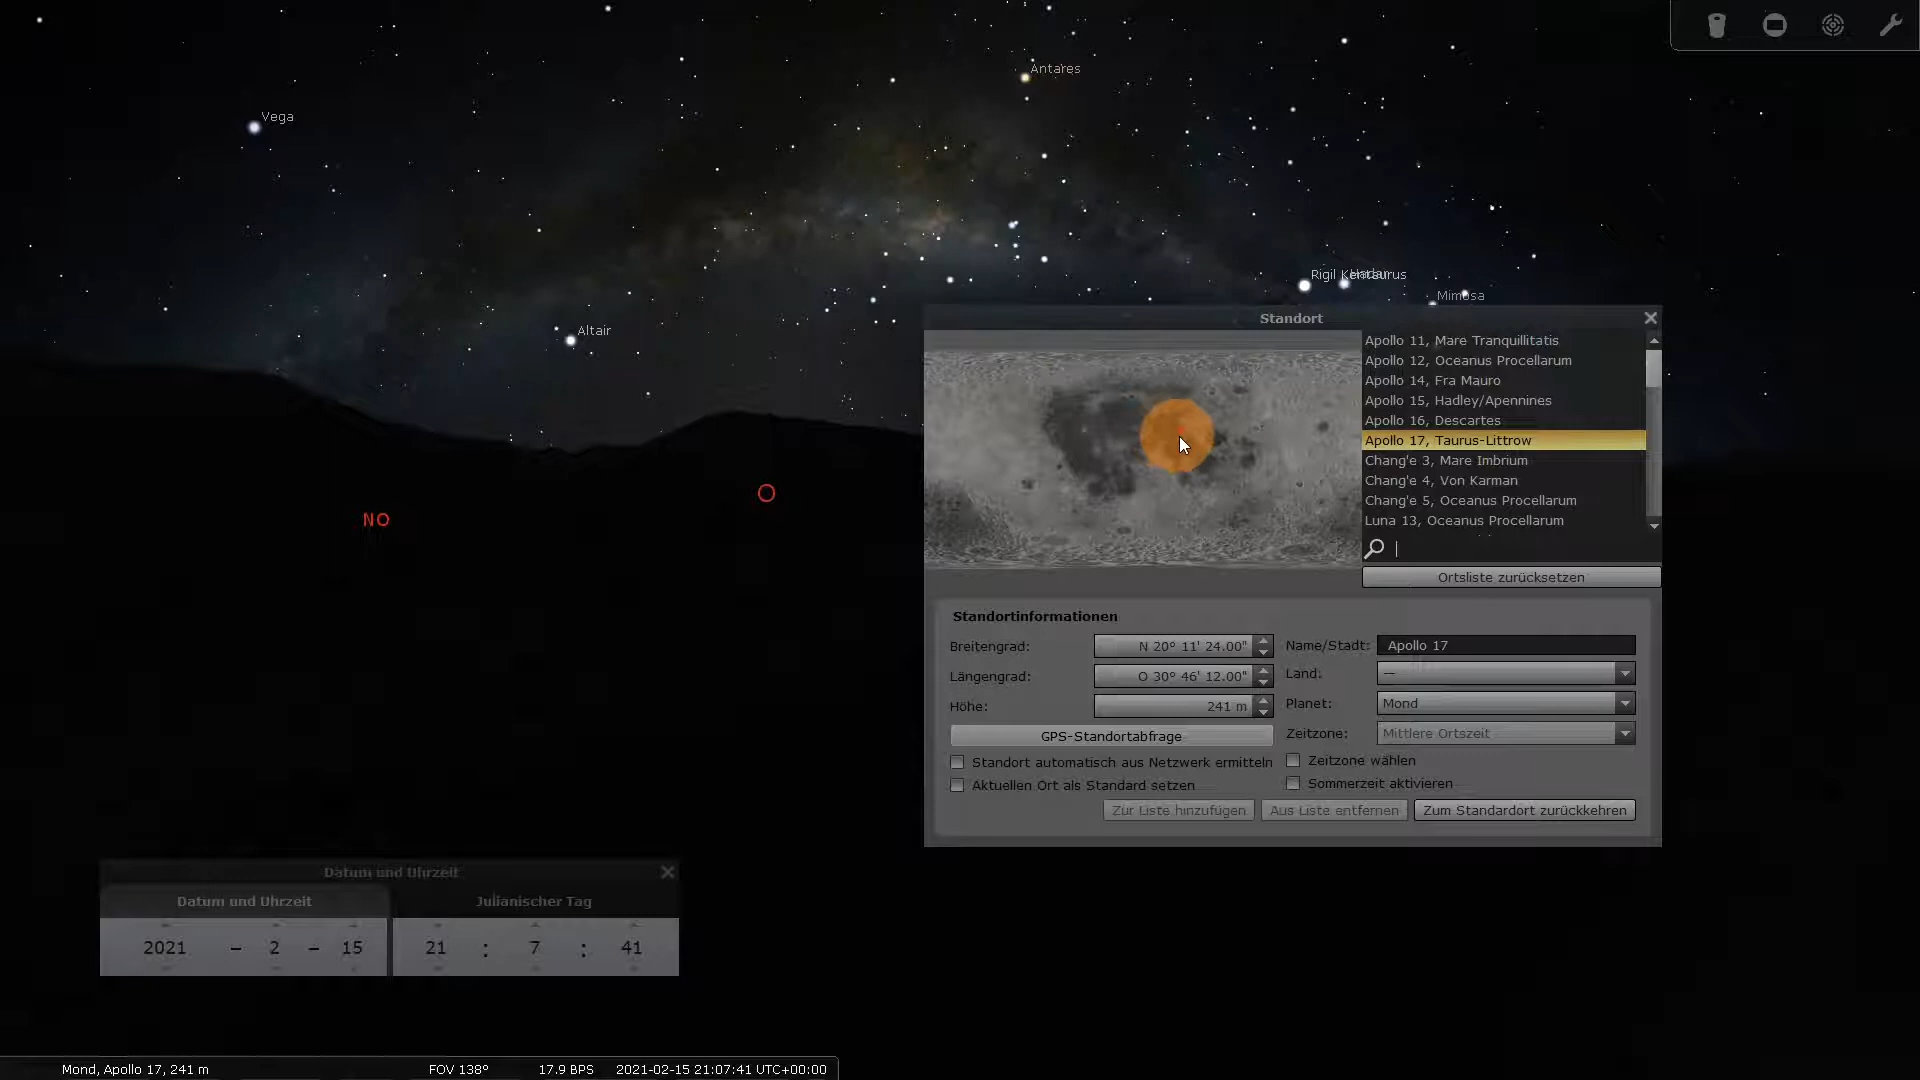 Antares
Vega
Rigil Kentaurus
Mimosa
Altair
NO
O
Standort
Apollo 11, Mare Tranquillitatis
Apollo 12, Oceanus Procellarum
Apollo 14, Fra Mauro
Apollo 15, Hadley/Apennines
Apollo 16, Descartes
Apollo 17, Taurus-Littrow
Chang'e 3, Mare Imbrium
Chang'e 4, Von Karman
Chang'e 5, Oceanus Procellarum
Luna 13, Oceanus Procellarum
Ortsliste zurücksetzen
Standortinformationen
Breitengrad: N 20° 11' 24.00"
Längengrad: O 30° 46' 12.00"
Höhe: 241 m
GPS-Standortabfrage
Standort automatisch aus Netzwerk ermitteln
Aktuellen Ort als Standard setzen
Name/Stadt: Apollo 17
Land: --
Planet: Mond
Zeitzone: Mittlere Ortszeit
Zeitzone wählen
Sommerzeit aktivieren
Zur Liste hinzufügen Aus Liste entfernen Zum Standardort zurückkehren
Datum und Uhrzeit
Datum und Uhrzeit Julianischer Tag
2021 - 2 - 15 21 : 7 : 41
Mond, Apollo 17, 241 m FOV 138° 17.9 BPS 2021-02-15 21:07:41 UTC+00:00